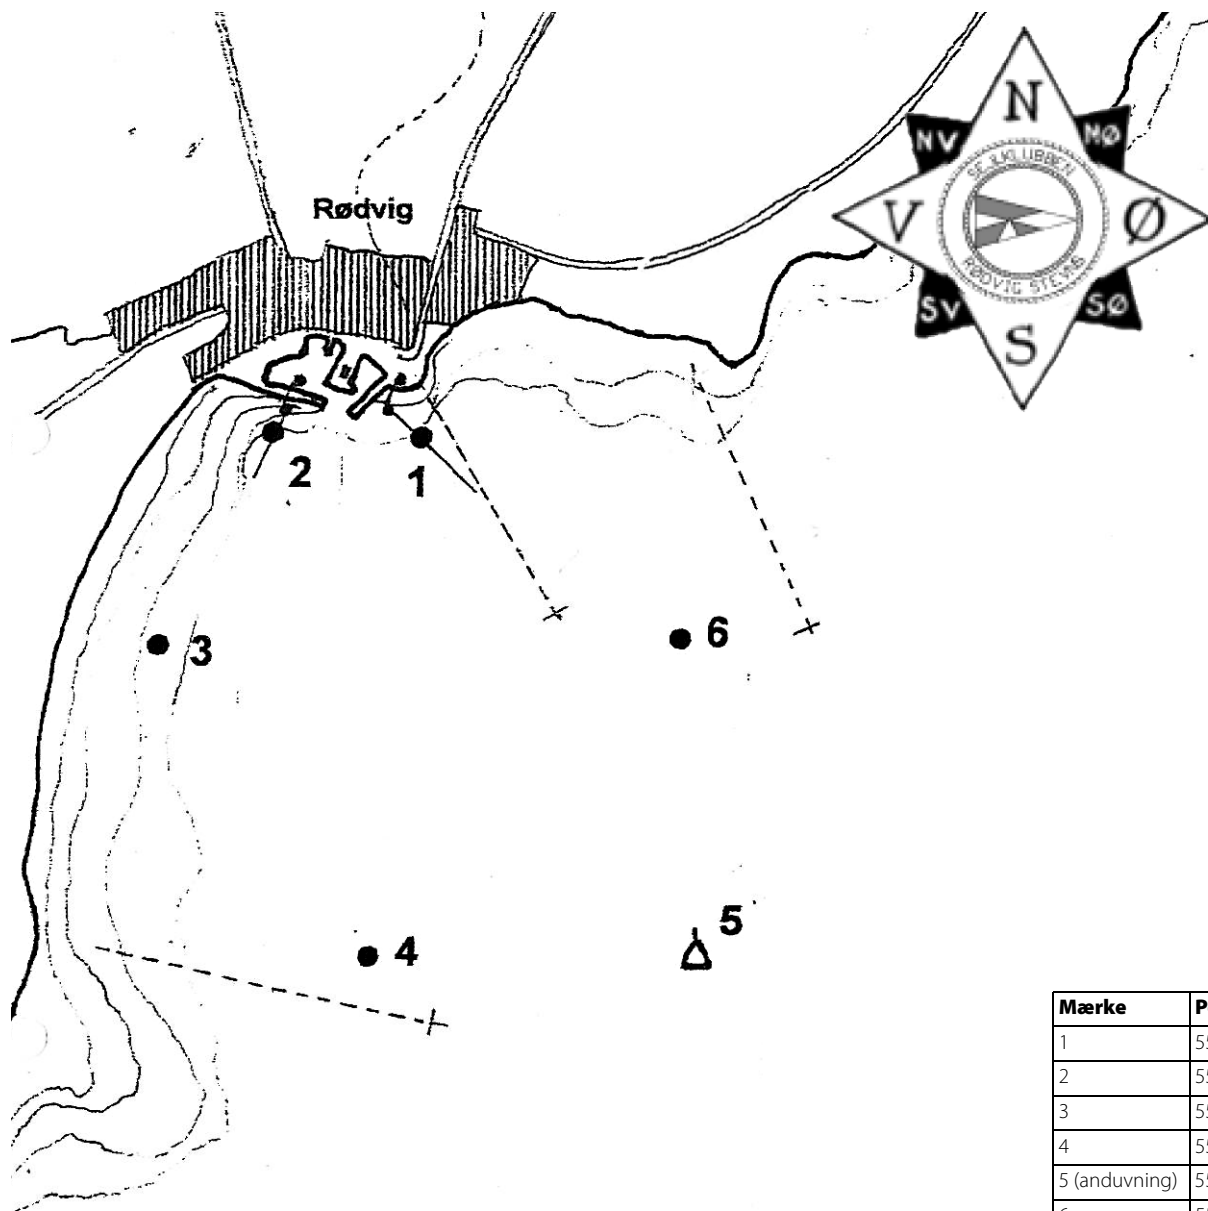 N
NV
NØ
SEJLKLUBBEN
V
Ø
RØDVIG STEVNS
SV
SØ
S
Rødvig
2
1
3
6
5
4
Mærke
1
2
3
4
5 (anduvning)